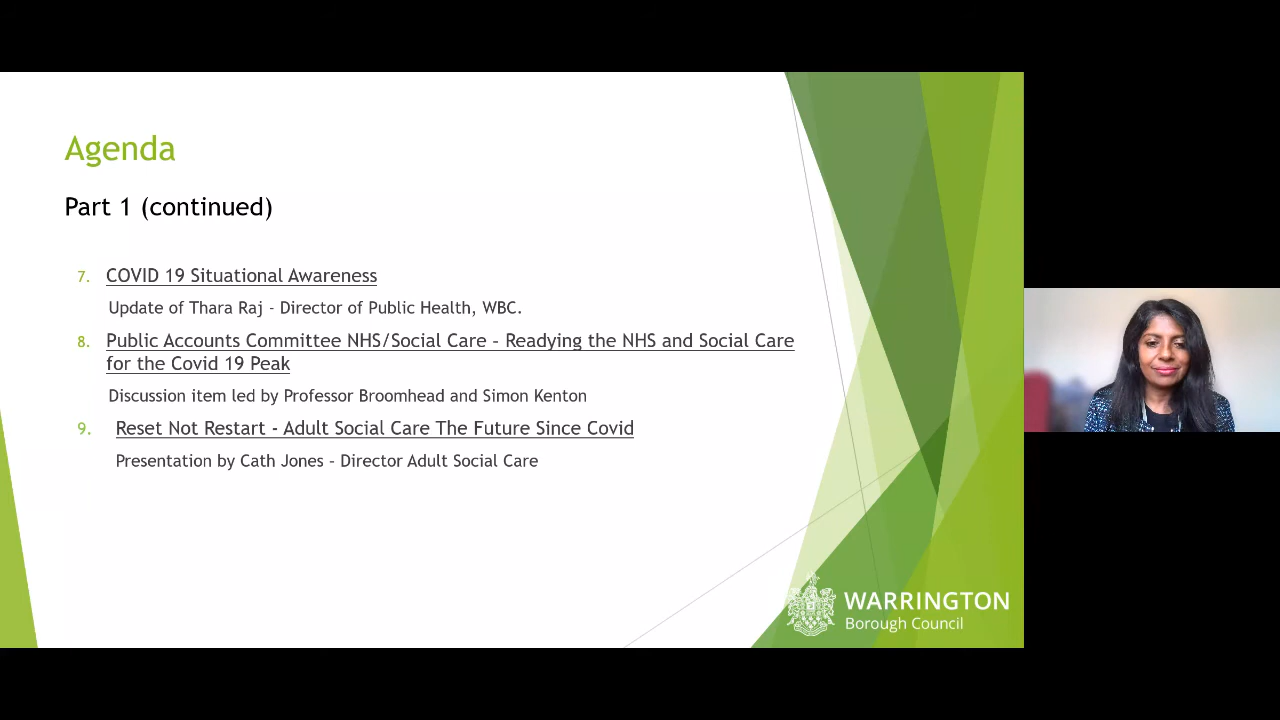 Agenda
Part 1 (continued)
7. COVID 19 Situational Awareness
Update of Thara Raj - Director of Public Health, WBC.
8. Public Accounts Committee NHS/Social Care – Readying the NHS and Social Care
for the Covid 19 Peak
Discussion item led by Professor Broomhead and Simon Kenton
9. Reset Not Restart - Adult Social Care The Future Since Covid
Presentation by Cath Jones – Director Adult Social Care
WARRINGTON
Borough Council